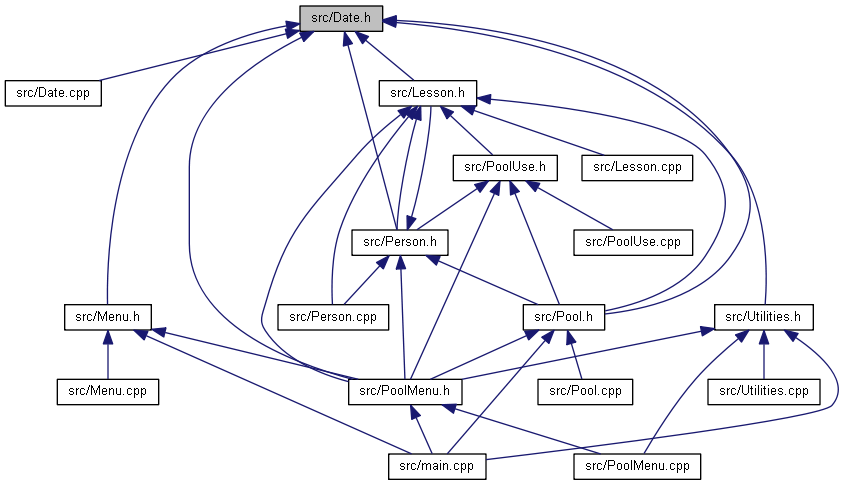 src/Date.h
src/Date.cpp
src/Lesson.h
src/PoolUse.h
src/Lesson.cpp
src/Person.h
src/PoolUse.cpp
src/Menu.h
src/Person.cpp
src/Pool.h
src/Utilities.h
src/Menu.cpp
src/PoolMenu.h
src/Pool.cpp
src/Utilities.cpp
src/main.cpp
src/PoolMenu.cpp